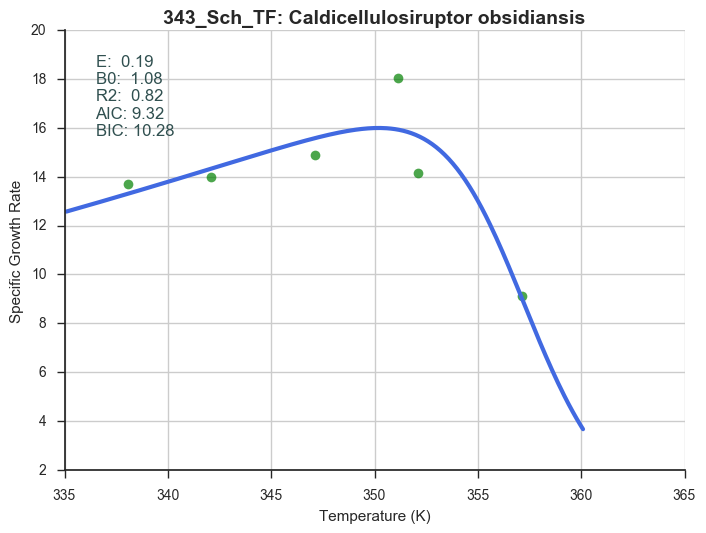 343_Sch_TF: Caldicellulosiruptor obsidiansis
E: 0.19
B0: 1.08
R2: 0.82
AIC: 9.32
BIC: 10.28
20
18
16
14
12
10
8
6
4
2
Specific Growth Rate
335 340 345 350 355 360 365
Temperature (K)